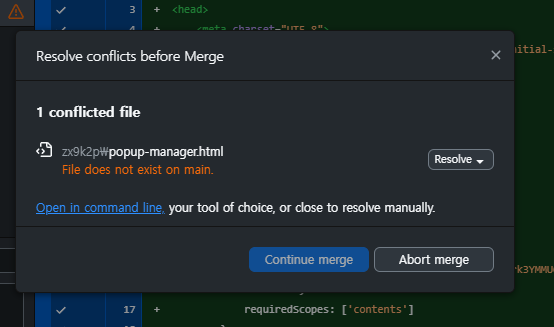 3 + <head>
4 + <meta charset="UTF-8">
initial-
Resolve conflicts before Merge
1 conflicted file
zx9k2p₩popup-manager.html
Resolve
File does not exist on main.
Open in command line, your tool of choice, or close to resolve manually.
Continue merge
Abort merge
17 + requiredScopes: ['contents']